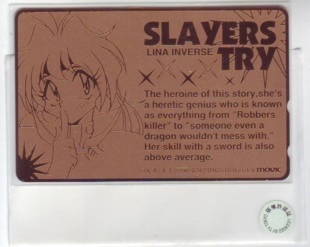 SLAYERS
LINA INVERSE TRY
The heroine of this story,she's
a heretic genius who is known
as everything from "Robbers
killer" to "someone even a
dragon wouldn't mess with."
Her skill with a sword is also
above average.
movic